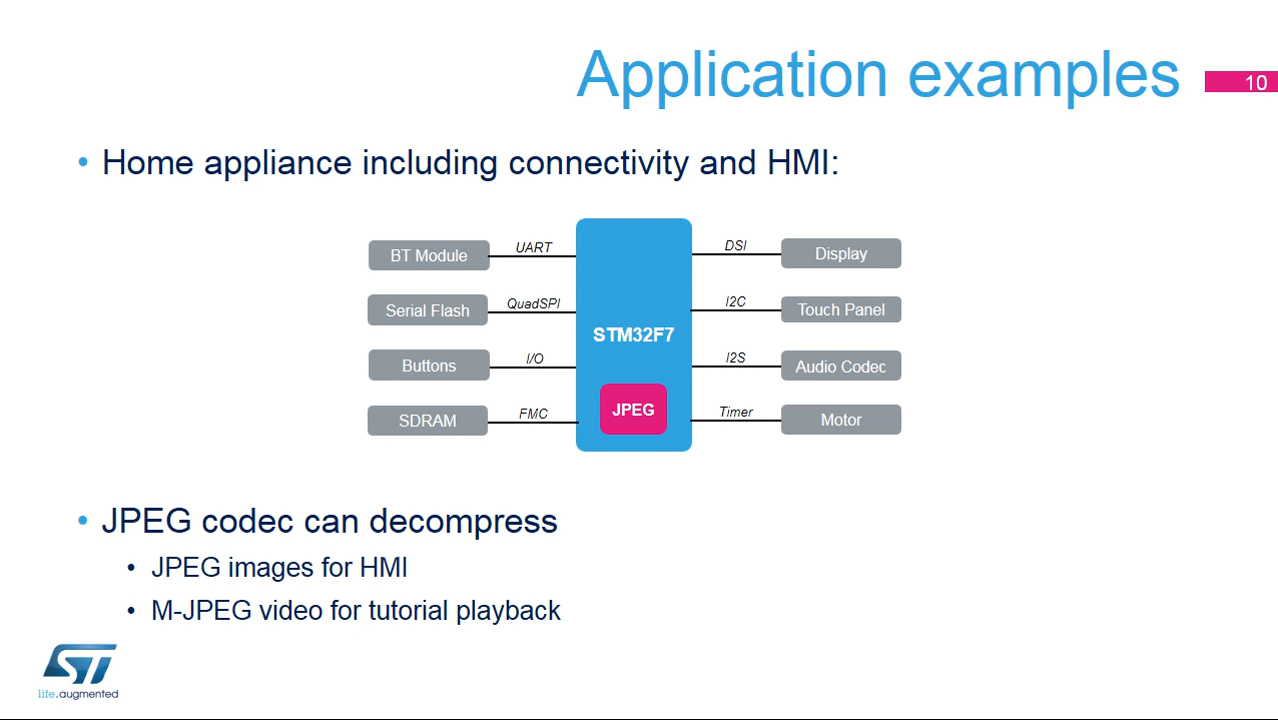 Application examples
10
• Home appliance including connectivity and HMI:
BT Module
UART
DSI
Display
Serial Flash
QuadSPI
I2C
Touch Panel
STM32F7
Buttons
I/O
I2S
Audio Codec
JPEG
SDRAM
FMC
Timer
Motor
• JPEG codec can decompress
• JPEG images for HMI
• M-JPEG video for tutorial playback
ST
life.augmented